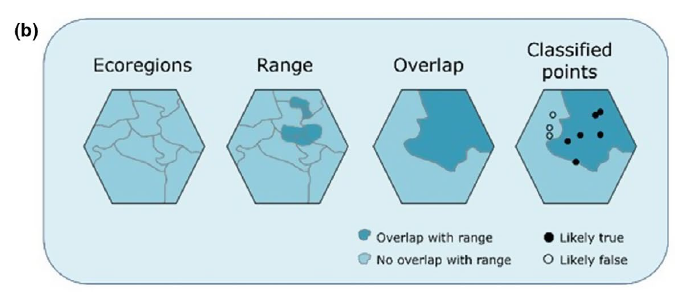 (b)
Ecoregions
Range
Overlap
Classified
points
Overlap with range
No overlap with range
Likely true
Likely false